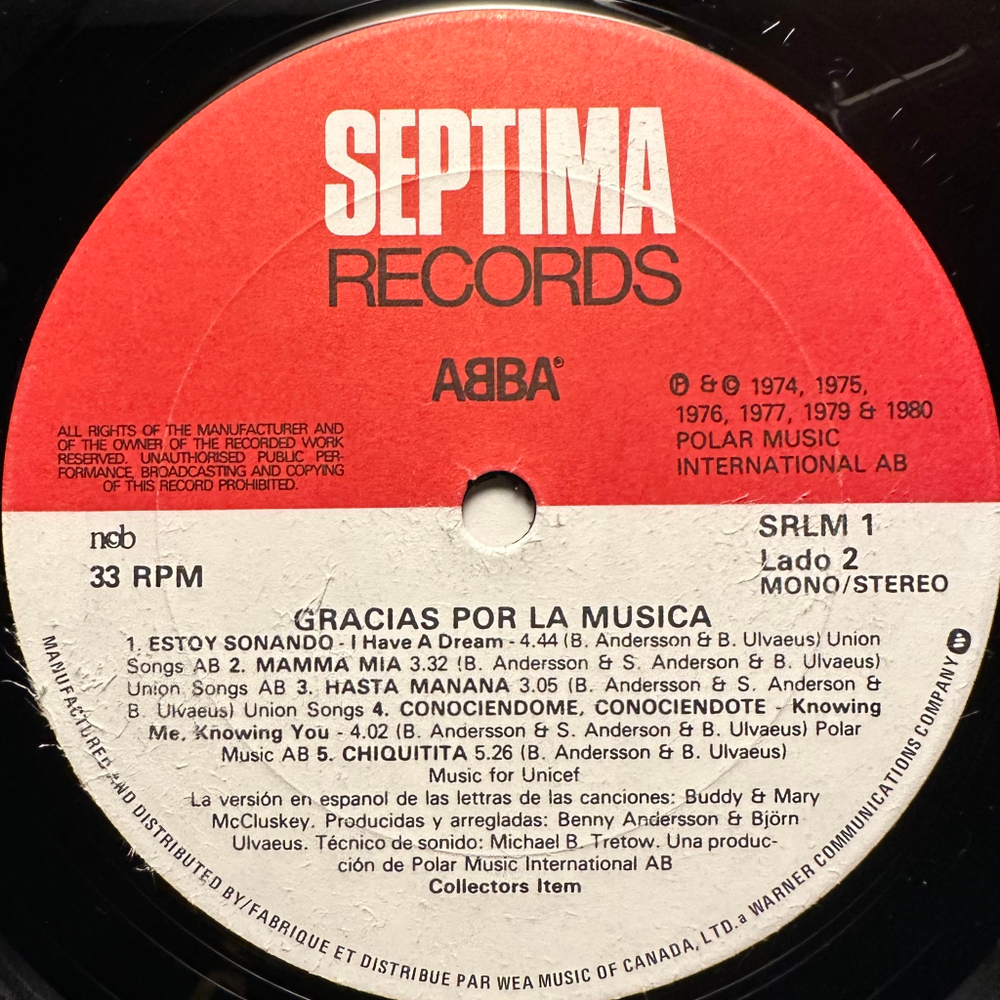 SEPTIMA
RECORDS
ABBA®
℗ & © 1974, 1975,
1976, 1977, 1979 & 1980
POLAR MUSIC
INTERNATIONAL AB
ALL RIGHTS OF THE MANUFACTURER AND
OF THE OWNER OF THE RECORDED WORK
RESERVED. UNAUTHORISED PUBLIC PER-
FORMANCE, BROADCASTING AND COPYING
OF THIS RECORD PROHIBITED.
ncb
33 RPM
SRLM 1
Lado 2
MONO/STEREO
GRACIAS POR LA MUSICA
1. ESTOY SONANDO - I Have A Dream - 4.44 (B. Andersson & B. Ulvaeus) Union
Songs AB 2. MAMMA MIA 3.32 (B. Andersson & S. Anderson & B. Ulvaeus)
Union Songs AB 3. HASTA MANANA 3.05 (B. Andersson & S. Anderson &
B. Ulvaeus) Union Songs 4. CONOCIENDOME, CONOCIENDOTE - Knowing
Me, Knowing You - 4.02 (B. Andersson & S. Andersson & B. Ulvaeus) Polar
Music AB 5. CHIQUITITA 5.26 (B. Andersson & B. Ulvaeus)
Music for Unicef
La versión en espanol de las lettras de las canciones: Buddy & Mary
McCluskey. Producidas y arregladas: Benny Andersson & Björn
Ulvaeus. Técnico de sonido: Michael B. Tretow. Una produc-
ción de Polar Music International AB
Collectors Item
MANUFACTURED AND DISTRIBUTED BY/FABRIQUE ET DISTRIBUE PAR WEA MUSIC OF CANADA, LTD. a WARNER COMMUNICATIONS COMPANY